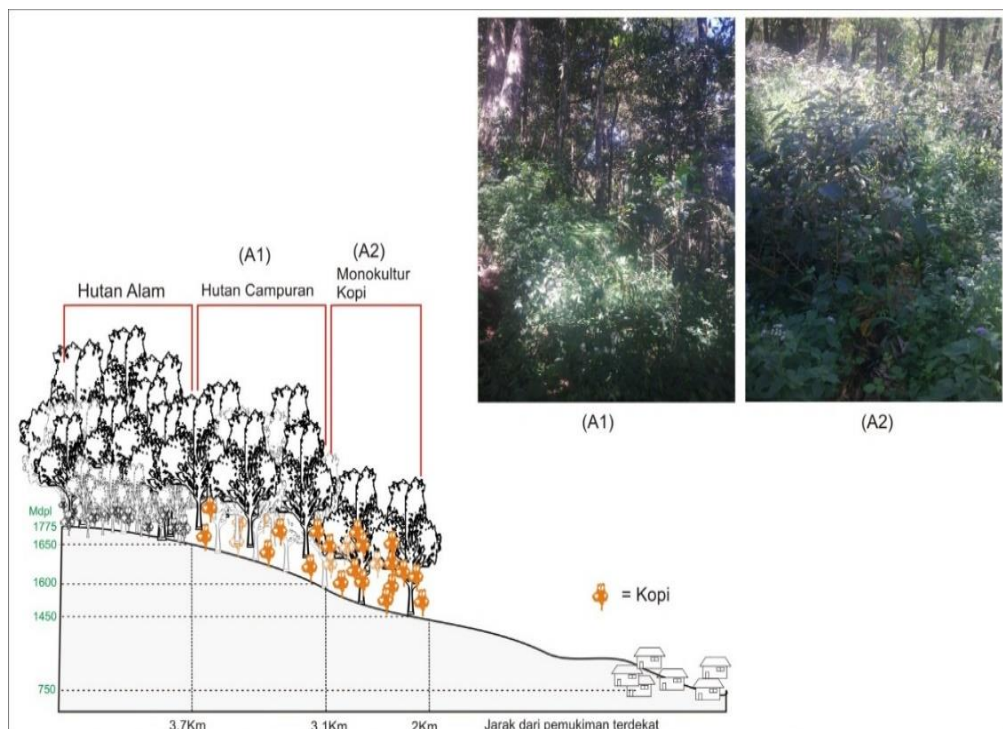 (A1)
(A2)
Hutan Alam
Hutan Campuran
Monokultur
Kopi
(A1)
(A2)
Mdpl
1775
1650
1600
1450
750
= Kopi
3.7Km
3.1Km
2Km
Jarak dari pemukiman terdekat